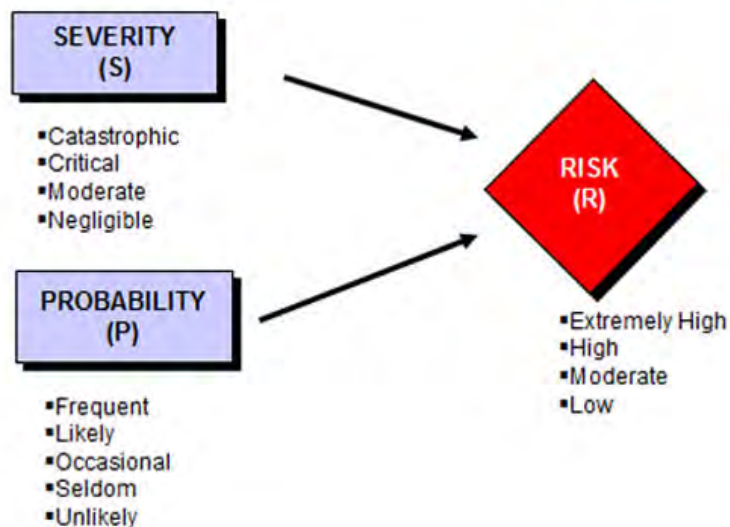 SEVERITY
(S)
▪Catastrophic
▪Critical
▪Moderate
▪Negligible
PROBABILITY
(P)
▪Frequent
▪Likely
▪Occasional
▪Seldom
▪Unlikely
RISK
(R)
▪Extremely High
▪High
▪Moderate
▪Low